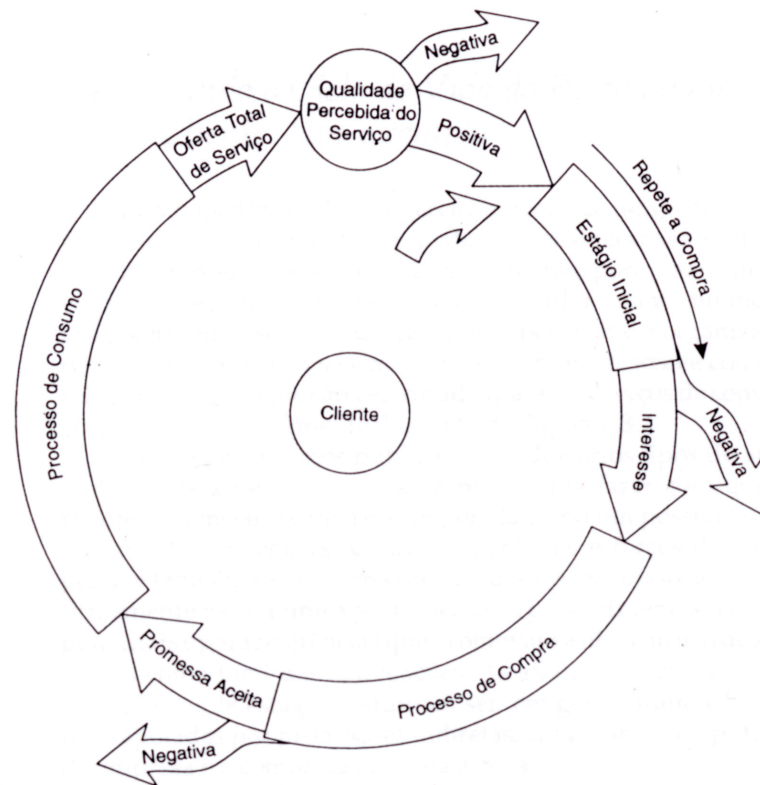 Negativa
Qualidade
Percebida do
Serviço
Oferta Total
de Serviço
Positiva
Repete a Compra
Estágio Inicial
Processo de Consumo
Cliente
Interesse
Negativa
Promessa Aceita
Processo de Compra
Negativa